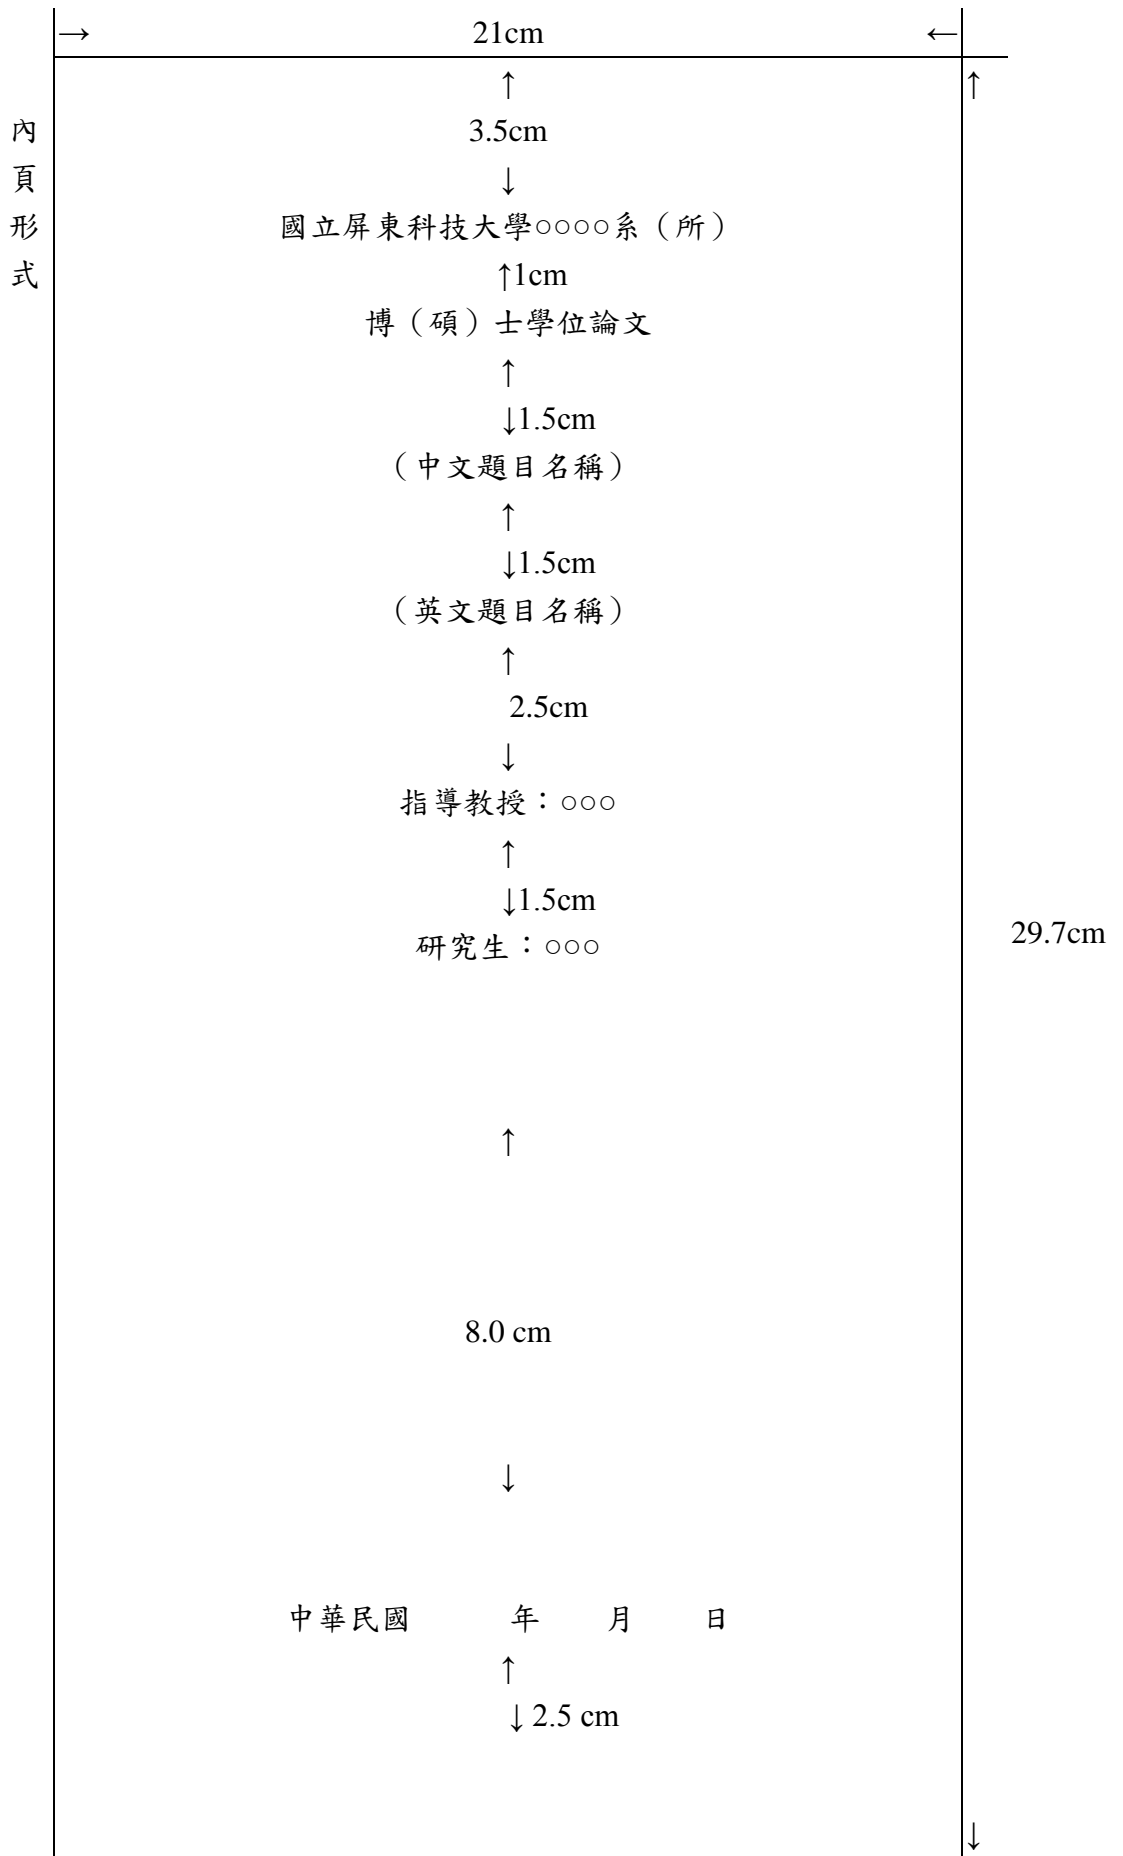 → 21cm ←
↑ ↑
內頁形式
3.5cm
↓
國立屏東科技大學○○○○系（所）
↑1cm
博（碩）士學位論文
↑
↓1.5cm
（中文題目名稱）
↑
↓1.5cm
（英文題目名稱）
↑
2.5cm
↓
指導教授：○○○
↑
↓1.5cm
29.7cm
研究生：○○○
↑
8.0 cm
↓
中華民國 年 月 日
↑
↓ 2.5 cm
↓